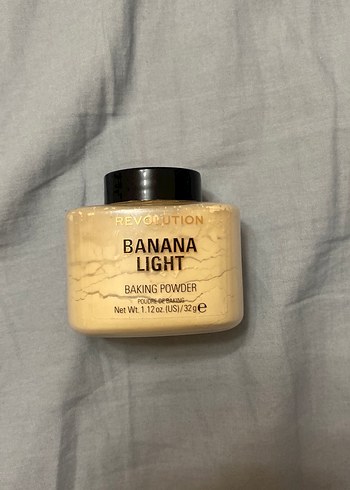 REVOLUTION
BANANA
LIGHT
BAKING POWDER
POUDRE DE BAKING
Net Wt. 1.12 oz. (US) / 32g ℮